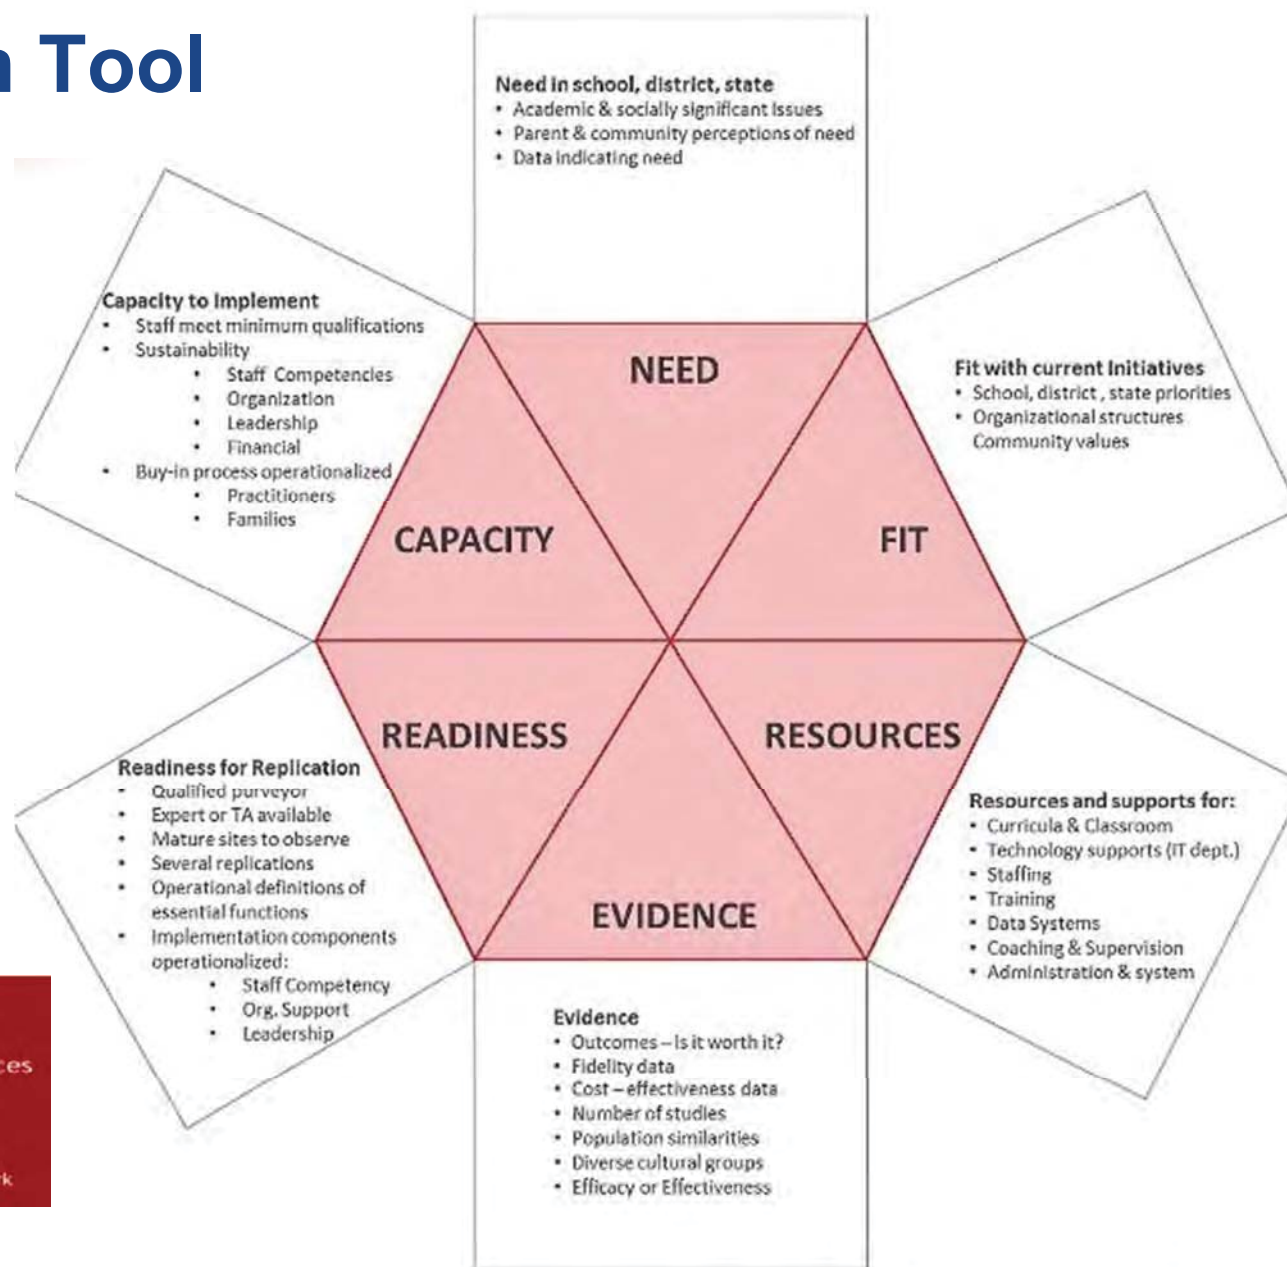 n Tool
Need in school, district, state
• Academic & socially significant Issues
• Parent & community perceptions of need
• Data indicating need
Capacity to Implement
• Staff meet minimum qualifications
• Sustainability
• Staff Competencies
• Organization
• Leadership
• Financial
• Buy-in process operationalized
• Practitioners
• Families
Fit with current Initiatives
• School, district , state priorities
• Organizational structures
Community values
NEED
CAPACITY
FIT
READINESS
RESOURCES
EVIDENCE
Readiness for Replication
• Qualified purveyor
• Expert or TA available
• Mature sites to observe
• Several replications
• Operational definitions of
essential functions
• Implementation components
operationalized:
• Staff Competency
• Org. Support
• Leadership
Resources and supports for:
• Curricula & Classroom
• Technology supports (IT dept.)
• Staffing
• Training
• Data Systems
• Coaching & Supervision
• Administration & system
Evidence
• Outcomes – Is it worth it?
• Fidelity data
• Cost – effectiveness data
• Number of studies
• Population similarities
• Diverse cultural groups
• Efficacy or Effectiveness
ces
k